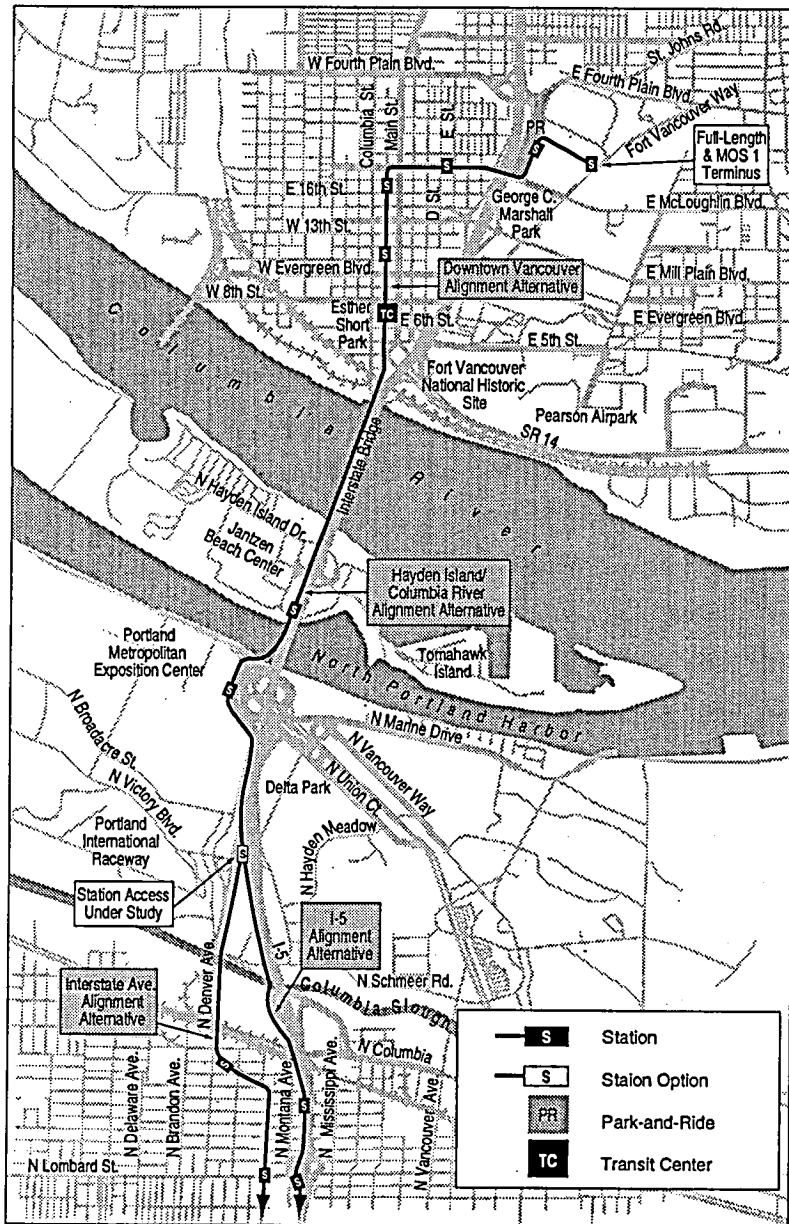 St. Johns Rd.
W Fourth Plain Blvd.
E Fourth Plain Blvd.
Fort Vancouver Way
Columbia St.
Main St.
E St.
D St.
PR
S
S
Full-Length
& MOS 1
Terminus
S
S
E 16th St.
George C.
Marshall
Park
E McLoughlin Blvd.
W 13th St.
S
W Evergreen Blvd.
Downtown Vancouver
Alignment Alternative
E Mill Plain Blvd.
W 8th St.
Esther
Short
Park
TC
E 6th St.
E Evergreen Blvd.
E 5th St.
Fort Vancouver
National Historic
Site
Pearson Airpark
SR 14
Columbia River
Interstate Bridge
N Hayden Island Dr.
Jantzen
Beach Center
Hayden Island/
Columbia River
Alignment Alternative
S
Portland
Metropolitan
Exposition Center
Tomahawk
Island
North Portland Harbor
S
N Marine Drive
N Broadacre St.
N Victory Blvd.
N Vancouver Way
N Union Ct.
Delta Park
Portland
International
Raceway
N Hayden Meadow
S
Station Access
Under Study
I-5
Alignment
Alternative
I-5
N Denver Ave.
Interstate Ave.
Alignment
Alternative
N Schmeer Rd.
Columbia Slough
N Columbia
S
N Delaware Ave.
N Brandon Ave.
N Montana Ave.
N Mississippi Ave.
N Vancouver Ave.
S
N Lombard St.
S
S
S Station
S Staion Option
PR Park-and-Ride
TC Transit Center